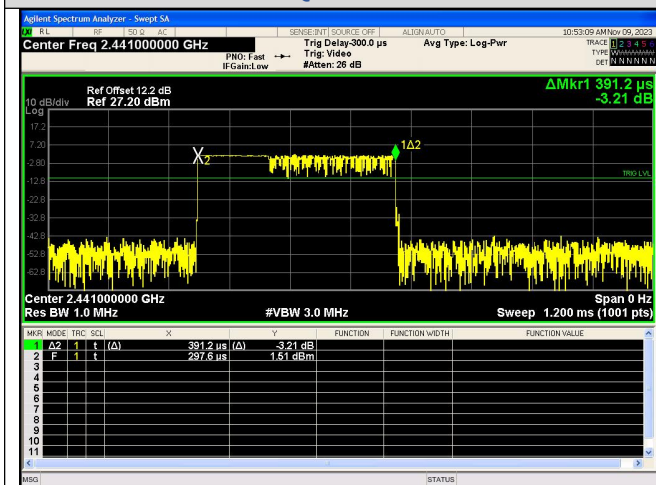 Agilent Spectrum Analyzer - Swept SA
RL RF 50 Ω AC SENSE:INT SOURCE OFF ALIGN AUTO 10:53:09 AM Nov 09, 2023
Center Freq 2.441000000 GHz
PNO: Fast
IFGain:Low
Trig Delay-300.0 µs
Trig: Video
#Atten: 26 dB
Avg Type: Log-Pwr
TRACE 1 2 3 4 5 6
TYPE
DET N N N N N N
ΔMkr1 391.2 µs
-3.21 dB
Ref Offset 12.2 dB
10 dB/div Ref 27.20 dBm
Log
17.2
7.20
-2.80
-12.8
-22.8
-32.8
-42.8
-52.8
-62.8
X2
1Δ2
TRIG LVL
Center 2.441000000 GHz Span 0 Hz
Res BW 1.0 MHz #VBW 3.0 MHz Sweep 1.200 ms (1001 pts)
MKR MODE TRC SCL X Y FUNCTION FUNCTION WIDTH FUNCTION VALUE
1 Δ2 1 t (Δ) 391.2 µs (Δ) -3.21 dB
2 F 1 t 297.6 µs 1.51 dBm
3
4
5
6
7
8
9
10
11
MSG STATUS